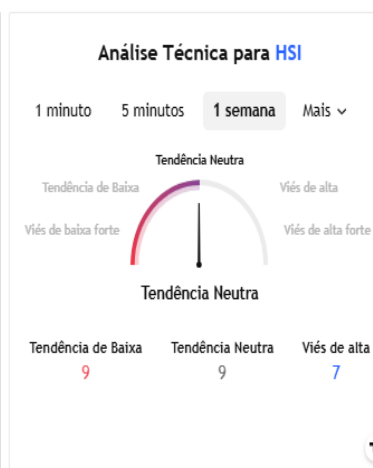 Análise Técnica para HSI
1 minuto 5 minutos 1 semana Mais
Tendência Neutra
Tendência de Baixa Viés de alta
Viés de baixa forte Viés de alta forte
Tendência Neutra
Tendência de Baixa Tendência Neutra Viés de alta
9 9 7